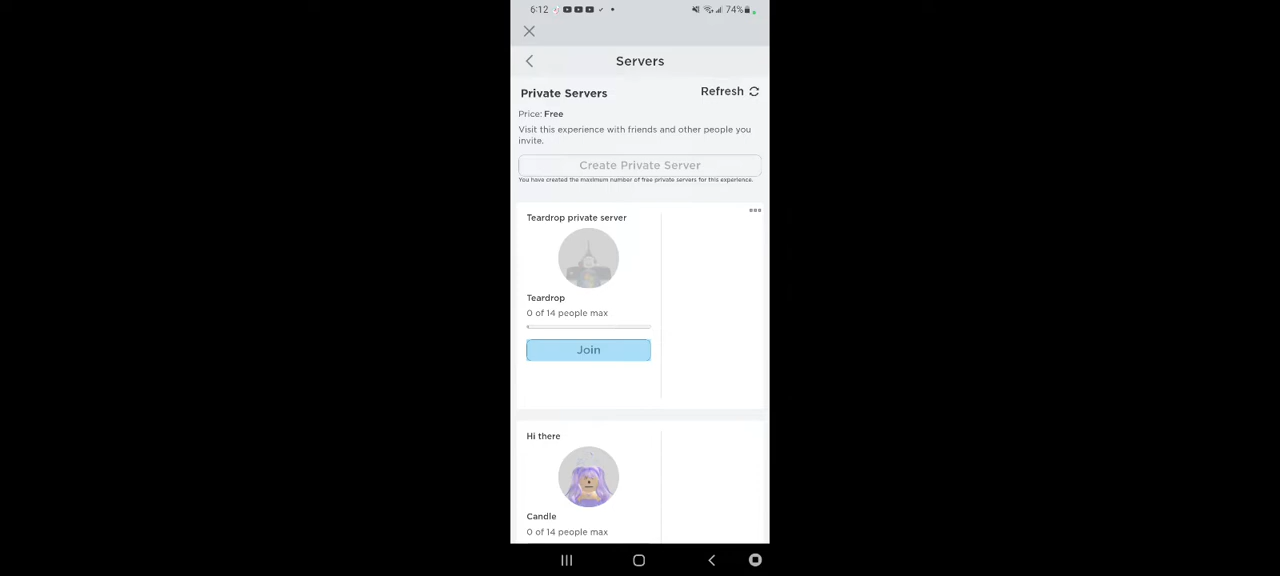 6:12
74%
Servers
Private Servers
Refresh
Price: Free
Visit this experience with friends and other people you
invite.
Create Private Server
You have created the maximum number of free private servers for this experience.
Teardrop private server
Teardrop
0 of 14 people max
Join
Hi there
Candle
0 of 14 people max